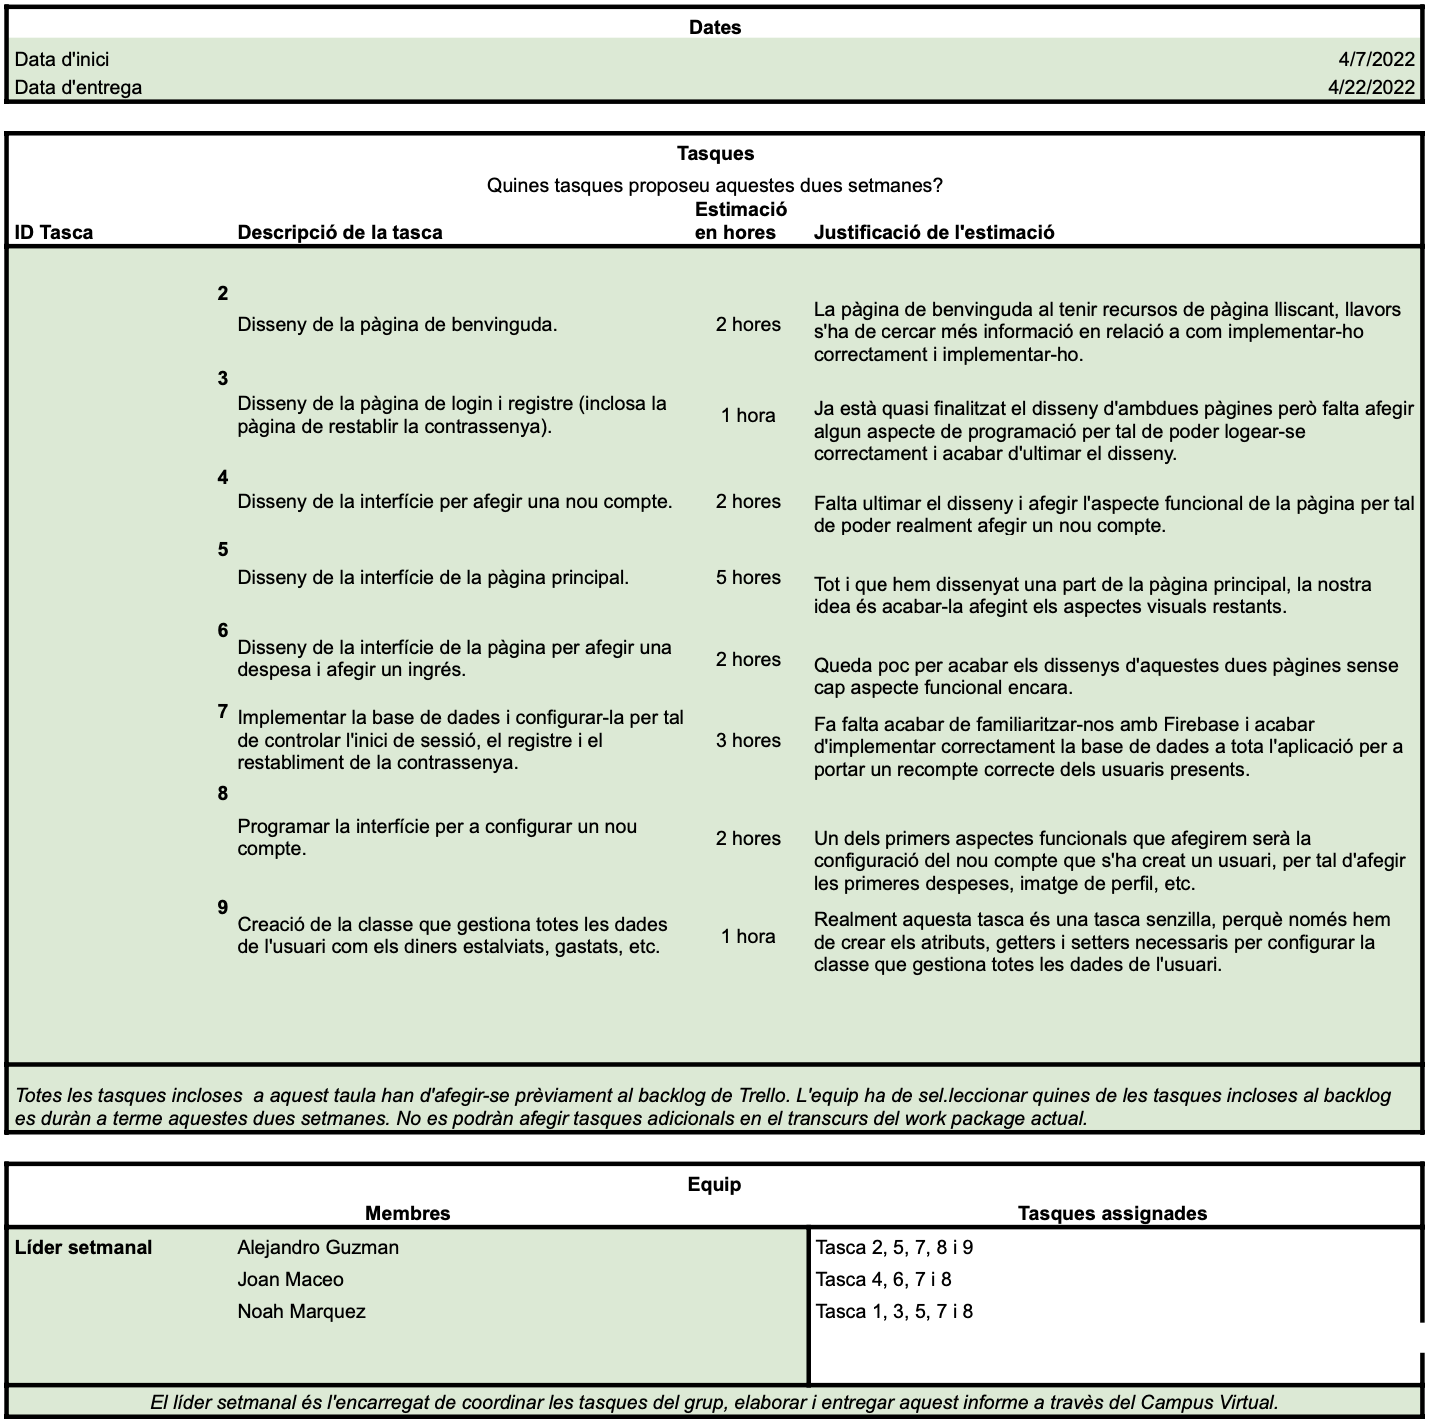 Dates
Data d'inici 4/7/2022
Data d'entrega 4/22/2022
Tasques
Quines tasques proposeu aquestes dues setmanes?
ID Tasca Descripció de la tasca Estimació en hores Justificació de l'estimació
2
Disseny de la pàgina de benvinguda.
2 hores
La pàgina de benvinguda al tenir recursos de pàgina lliscant, llavors
s'ha de cercar més informació en relació a com implementar-ho
correctament i implementar-ho.
3
Disseny de la pàgina de login i registre (inclosa la
pàgina de restablir la contrassenya).
1 hora
Ja està quasi finalitzat el disseny d'ambdues pàgines però falta afegir
algun aspecte de programació per tal de poder logear-se
correctament i acabar d'ultimar el disseny.
4
Disseny de la interfície per afegir una nou compte.
2 hores
Falta ultimar el disseny i afegir l'aspecte funcional de la pàgina per tal
de poder realment afegir un nou compte.
5
Disseny de la interfície de la pàgina principal.
5 hores
Tot i que hem dissenyat una part de la pàgina principal, la nostra
idea és acabar-la afegint els aspectes visuals restants.
6
Disseny de la interfície de la pàgina per afegir una
despesa i afegir un ingrés.
2 hores
Queda poc per acabar els dissenys d'aquestes dues pàgines sense
cap aspecte funcional encara.
7
Implementar la base de dades i configurar-la per tal
de controlar l'inici de sessió, el registre i el
restabliment de la contrassenya.
3 hores
Fa falta acabar de familiaritzar-nos amb Firebase i acabar
d'implementar correctament la base de dades a tota l'aplicació per a
portar un recompte correcte dels usuaris presents.
8
Programar la interfície per a configurar un nou
compte.
2 hores
Un dels primers aspectes funcionals que afegirem serà la
configuració del nou compte que s'ha creat un usuari, per tal d'afegir
les primeres despeses, imatge de perfil, etc.
9
Creació de la classe que gestiona totes les dades
de l'usuari com els diners estalviats, gastats, etc.
1 hora
Realment aquesta tasca és una tasca senzilla, perquè només hem
de crear els atributs, getters i setters necessaris per configurar la
classe que gestiona totes les dades de l'usuari.
Totes les tasques incloses a aquest taula han d'afegir-se prèviament al backlog de Trello. L'equip ha de sel.leccionar quines de les tasques incloses al backlog
es duràn a terme aquestes dues setmanes. No es podràn afegir tasques adicionals en el transcurs del work package actual.
Equip
Membres Tasques assignades
Líder setmanal Alejandro Guzman Tasca 2, 5, 7, 8 i 9
Joan Maceo Tasca 4, 6, 7 i 8
Noah Marquez Tasca 1, 3, 5, 7 i 8
El líder setmanal és l'encarregat de coordinar les tasques del grup, elaborar i entregar aquest informe a travès del Campus Virtual.